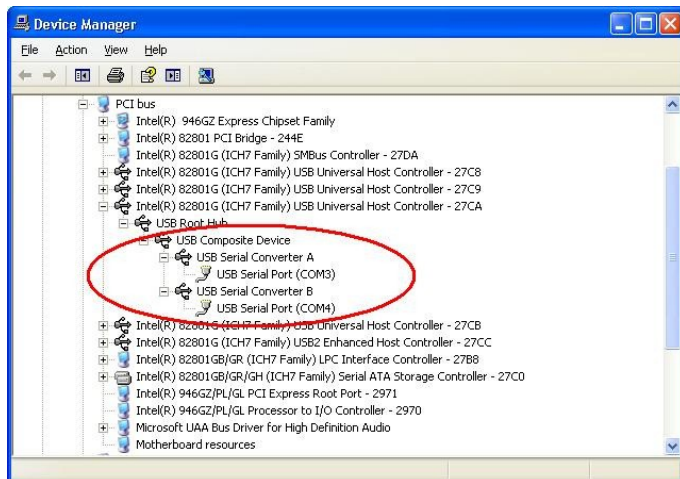 Device Manager
File Action View Help
PCI bus
Intel(R) 946GZ Express Chipset Family
Intel(R) 82801 PCI Bridge - 244E
Intel(R) 82801G (ICH7 Family) SMBus Controller - 27DA
Intel(R) 82801G (ICH7 Family) USB Universal Host Controller - 27C8
Intel(R) 82801G (ICH7 Family) USB Universal Host Controller - 27C9
Intel(R) 82801G (ICH7 Family) USB Universal Host Controller - 27CA
USB Root Hub
USB Composite Device
USB Serial Converter A
USB Serial Port (COM3)
USB Serial Converter B
USB Serial Port (COM4)
Intel(R) 82801G (ICH7 Family) USB Universal Host Controller - 27CB
Intel(R) 82801G (ICH7 Family) USB2 Enhanced Host Controller - 27CC
Intel(R) 82801GB/GR (ICH7 Family) LPC Interface Controller - 27B8
Intel(R) 82801GB/GR/GH (ICH7 Family) Serial ATA Storage Controller - 27C0
Intel(R) 946GZ/PL/GL PCI Express Root Port - 2971
Intel(R) 946GZ/PL/GL Processor to I/O Controller - 2970
Microsoft UAA Bus Driver for High Definition Audio
Motherboard resources